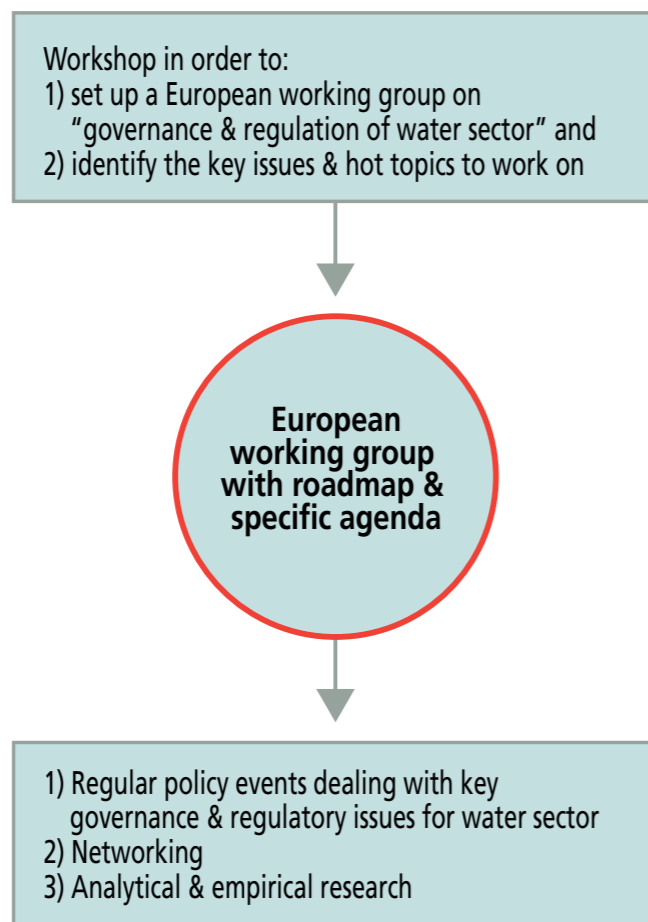 Workshop in order to:
1) set up a European working group on
“governance & regulation of water sector” and
2) identify the key issues & hot topics to work on
European
working group
with roadmap &
specific agenda
1) Regular policy events dealing with key
governance & regulatory issues for water sector
2) Networking
3) Analytical & empirical research